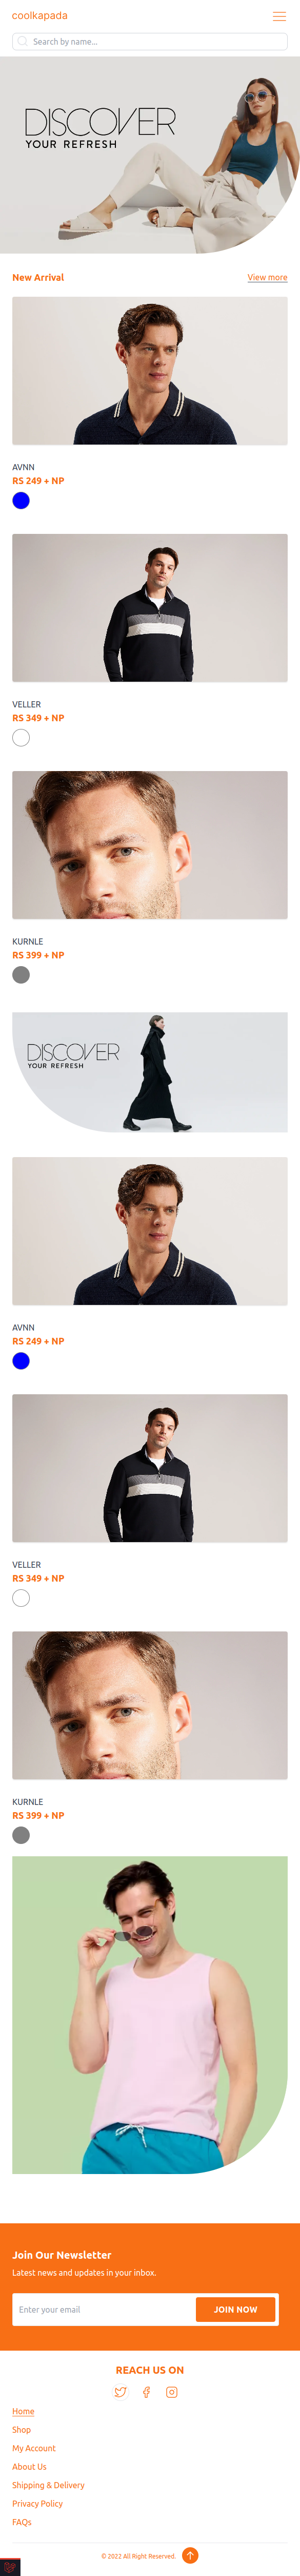 coolkapada
Search by name...
DISCOVER
YOUR REFRESH
New Arrival
View more
AVNN
RS 249 + NP
VELLER
RS 349 + NP
KURNLE
RS 399 + NP
DISCOVER
YOUR REFRESH
AVNN
RS 249 + NP
VELLER
RS 349 + NP
KURNLE
RS 399 + NP
Join Our Newsletter
Latest news and updates in your inbox.
Enter your email
JOIN NOW
REACH US ON
Home
Shop
My Account
About Us
Shipping & Delivery
Privacy Policy
FAQs
© 2022 All Right Reserved.